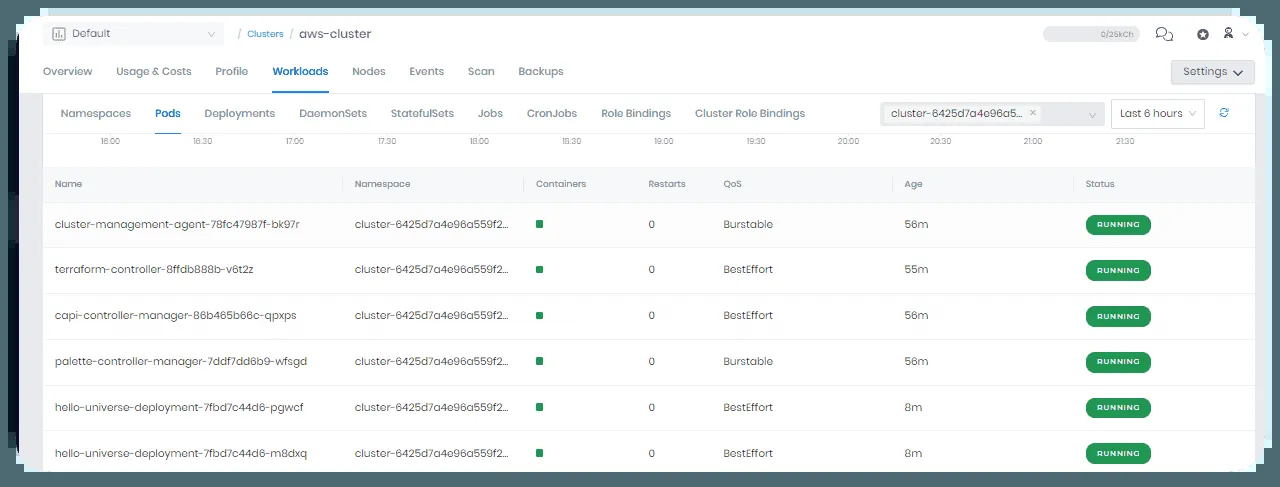 Default / Clusters / aws-cluster 0/25kCh
Overview Usage & Costs Profile Workloads Nodes Events Scan Backups Settings
Namespaces Pods Deployments DaemonSets StatefulSets Jobs CronJobs Role Bindings Cluster Role Bindings cluster-6425d7a4e96a5... × Last 6 hours
16:00 16:30 17:00 17:30 18:00 18:30 19:00 19:30 20:00 20:30 21:00 21:30
Name Namespace Containers Restarts QoS Age Status
cluster-management-agent-78fc47987f-bk97r cluster-6425d7a4e96a559f2... 0 Burstable 56m RUNNING
terraform-controller-8ffdb888b-v6t2z cluster-6425d7a4e96a559f2... 0 BestEffort 55m RUNNING
capi-controller-manager-86b465b66c-qpxps cluster-6425d7a4e96a559f2... 0 BestEffort 56m RUNNING
palette-controller-manager-7ddf7dd6b9-wfsgd cluster-6425d7a4e96a559f2... 0 Burstable 56m RUNNING
hello-universe-deployment-7fbd7c44d6-pgwcf cluster-6425d7a4e96a559f2... 0 BestEffort 8m RUNNING
hello-universe-deployment-7fbd7c44d6-m8dxq cluster-6425d7a4e96a559f2... 0 BestEffort 8m RUNNING